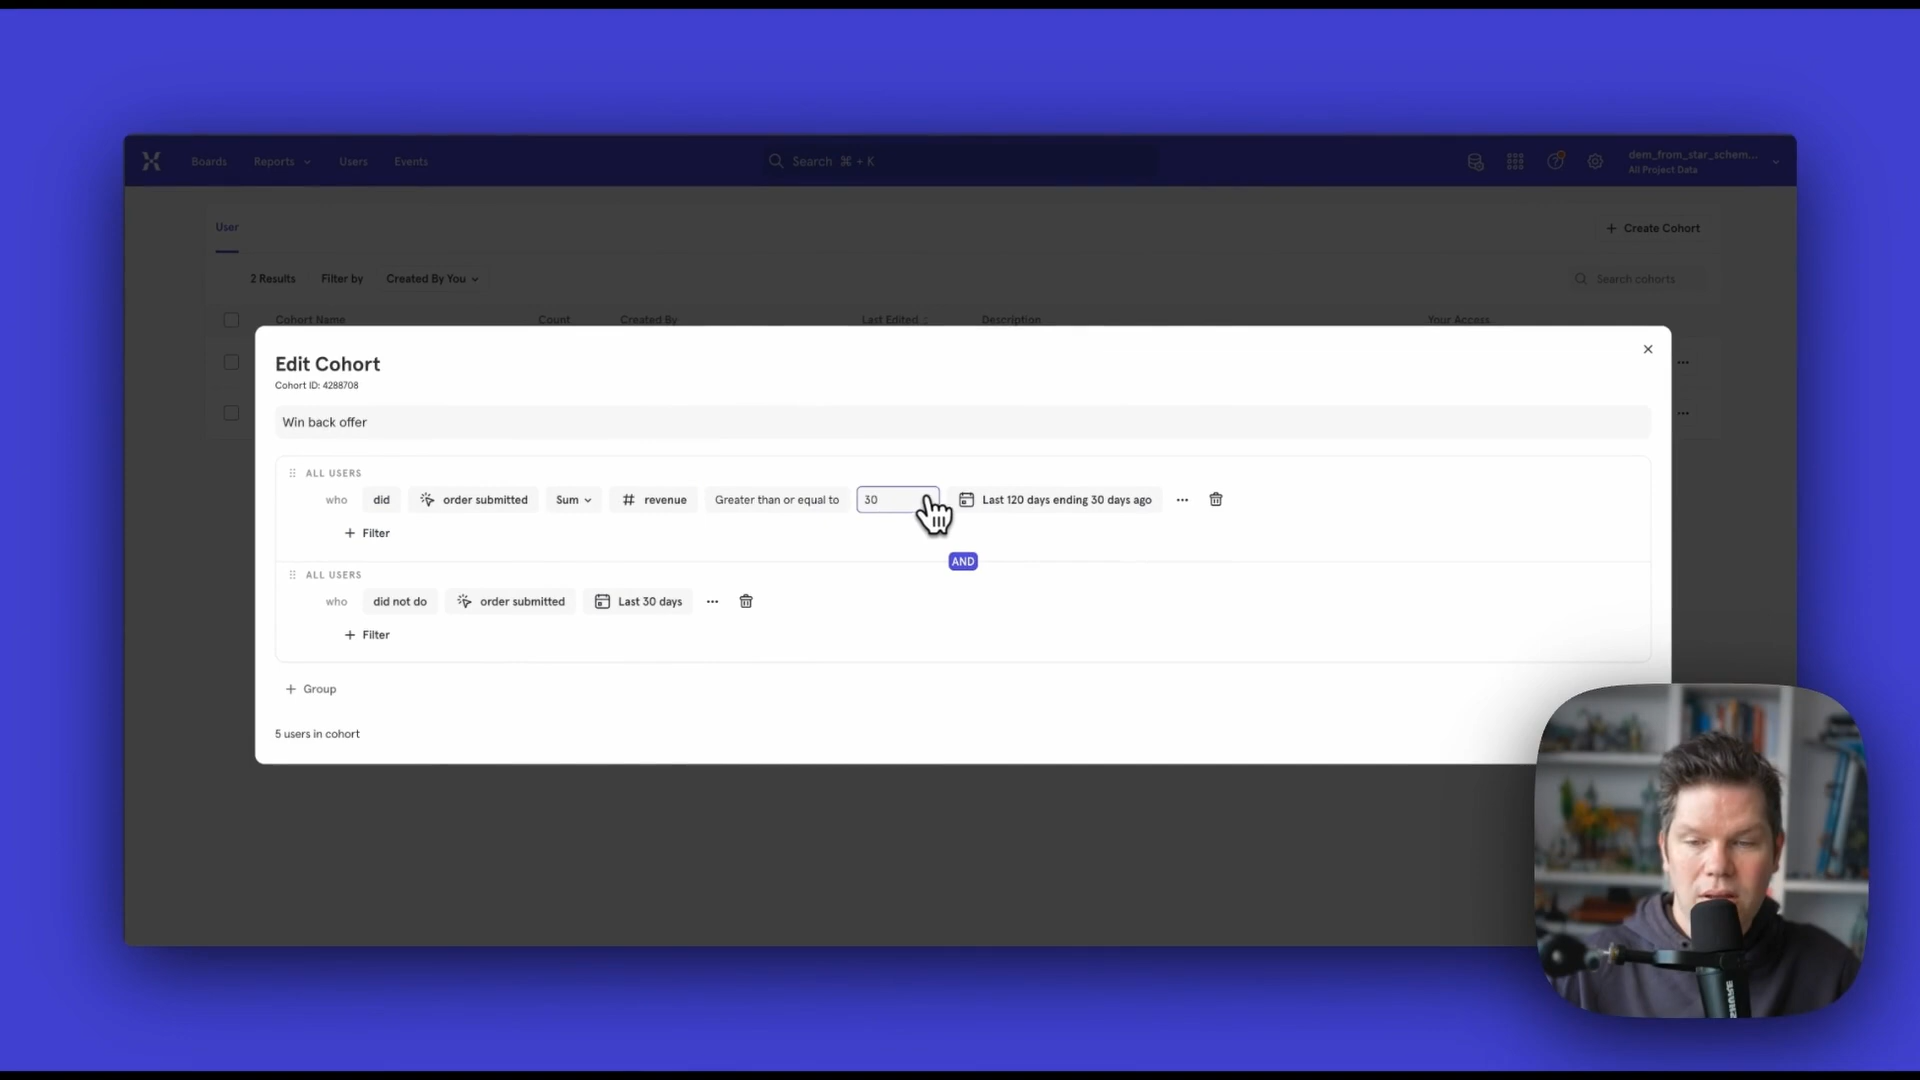 Boards Reports Users Events Search ⌘ + K dem_from_star_schem...
All Project Data
User + Create Cohort
2 Results Filter by Created By You Search cohorts
Cohort Name Count Created By Last Edited Description Your Access
Edit Cohort
Cohort ID: 4288708
Win back offer
ALL USERS
who did order submitted Sum # revenue Greater than or equal to 30 Last 120 days ending 30 days ago ...
+ Filter
AND
ALL USERS
who did not do order submitted Last 30 days ...
+ Filter
+ Group
5 users in cohort